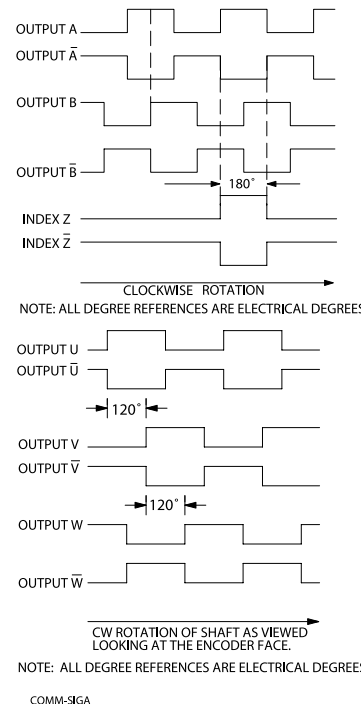 OUTPUT A
OUTPUT A̅
OUTPUT B
OUTPUT B̅
180°
INDEX Z
INDEX Z̅
CLOCKWISE ROTATION
NOTE: ALL DEGREE REFERENCES ARE ELECTRICAL DEGREES
OUTPUT U
OUTPUT U̅
120°
OUTPUT V
OUTPUT V̅
120°
OUTPUT W
OUTPUT W̅
CW ROTATION OF SHAFT AS VIEWED
LOOKING AT THE ENCODER FACE.
NOTE: ALL DEGREE REFERENCES ARE ELECTRICAL DEGREES
COMM-SIGA